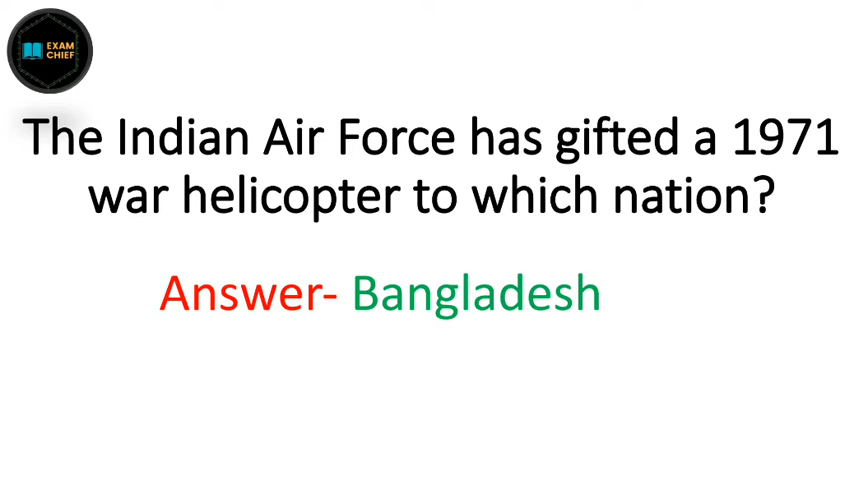 EXAM
CHIEF
The Indian Air Force has gifted a 1971
war helicopter to which nation?
Answer- Bangladesh